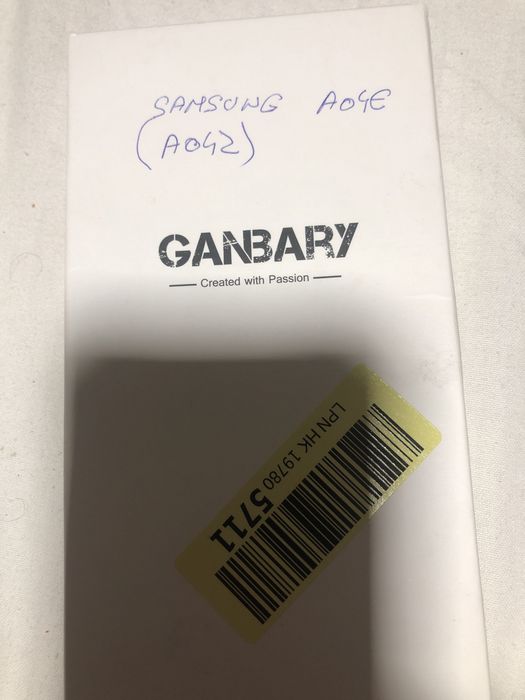 SAMSUNG A04E
(A042)
GANBARY
Created with Passion
LPN HK 19780 5711